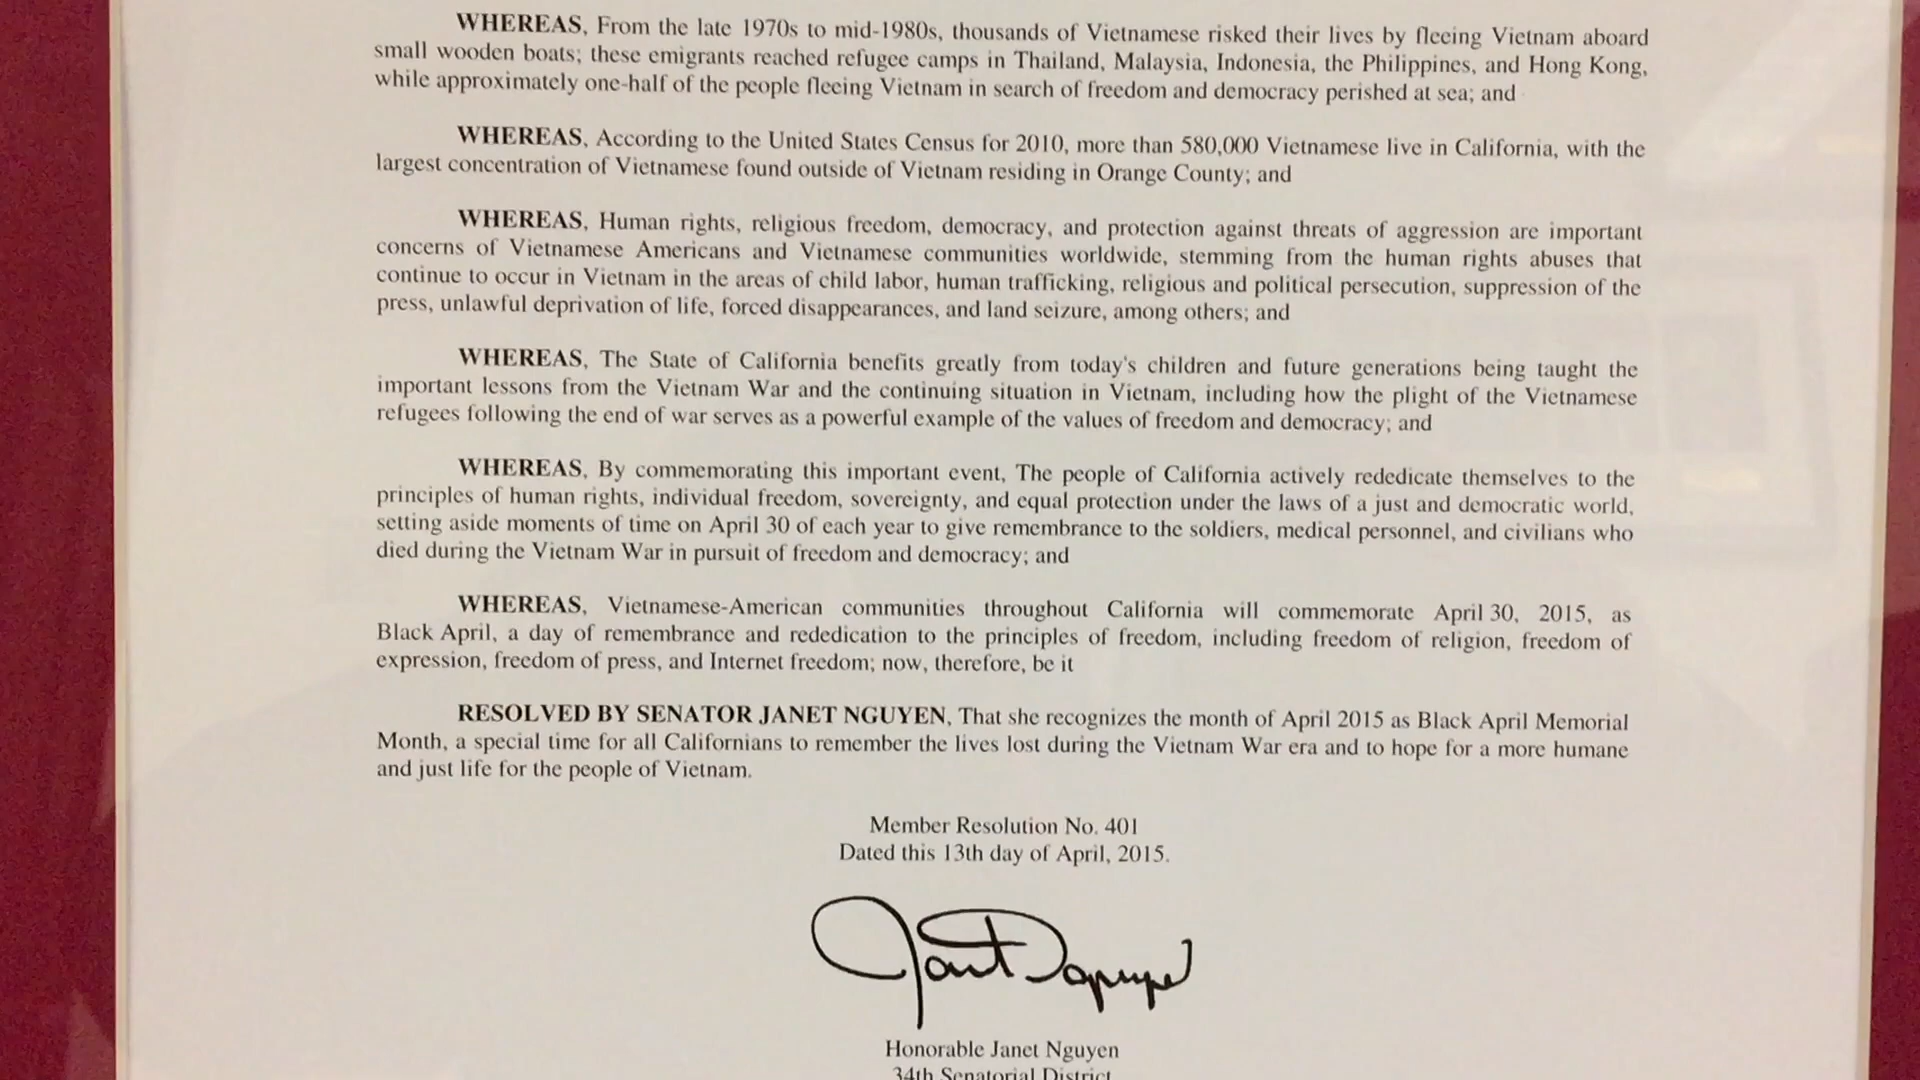 WHEREAS, From the late 1970s to mid-1980s, thousands of Vietnamese risked their lives by fleeing Vietnam aboard
small wooden boats; these emigrants reached refugee camps in Thailand, Malaysia, Indonesia, the Philippines, and Hong Kong,
while approximately one-half of the people fleeing Vietnam in search of freedom and democracy perished at sea; and
WHEREAS, According to the United States Census for 2010, more than 580,000 Vietnamese live in California, with the
largest concentration of Vietnamese found outside of Vietnam residing in Orange County; and
WHEREAS, Human rights, religious freedom, democracy, and protection against threats of aggression are important
concerns of Vietnamese Americans and Vietnamese communities worldwide, stemming from the human rights abuses that
continue to occur in Vietnam in the areas of child labor, human trafficking, religious and political persecution, suppression of the
press, unlawful deprivation of life, forced disappearances, and land seizure, among others; and
WHEREAS, The State of California benefits greatly from today's children and future generations being taught the
important lessons from the Vietnam War and the continuing situation in Vietnam, including how the plight of the Vietnamese
refugees following the end of war serves as a powerful example of the values of freedom and democracy; and
WHEREAS, By commemorating this important event, The people of California actively rededicate themselves to the
principles of human rights, individual freedom, sovereignty, and equal protection under the laws of a just and democratic world,
setting aside moments of time on April 30 of each year to give remembrance to the soldiers, medical personnel, and civilians who
died during the Vietnam War in pursuit of freedom and democracy; and
WHEREAS, Vietnamese-American communities throughout California will commemorate April 30, 2015, as
Black April, a day of remembrance and rededication to the principles of freedom, including freedom of religion, freedom of
expression, freedom of press, and Internet freedom; now, therefore, be it
RESOLVED BY SENATOR JANET NGUYEN, That she recognizes the month of April 2015 as Black April Memorial
Month, a special time for all Californians to remember the lives lost during the Vietnam War era and to hope for a more humane
and just life for the people of Vietnam.
Member Resolution No. 401
Dated this 13th day of April, 2015.
Janet Nguyen
Honorable Janet Nguyen
34th Senatorial District